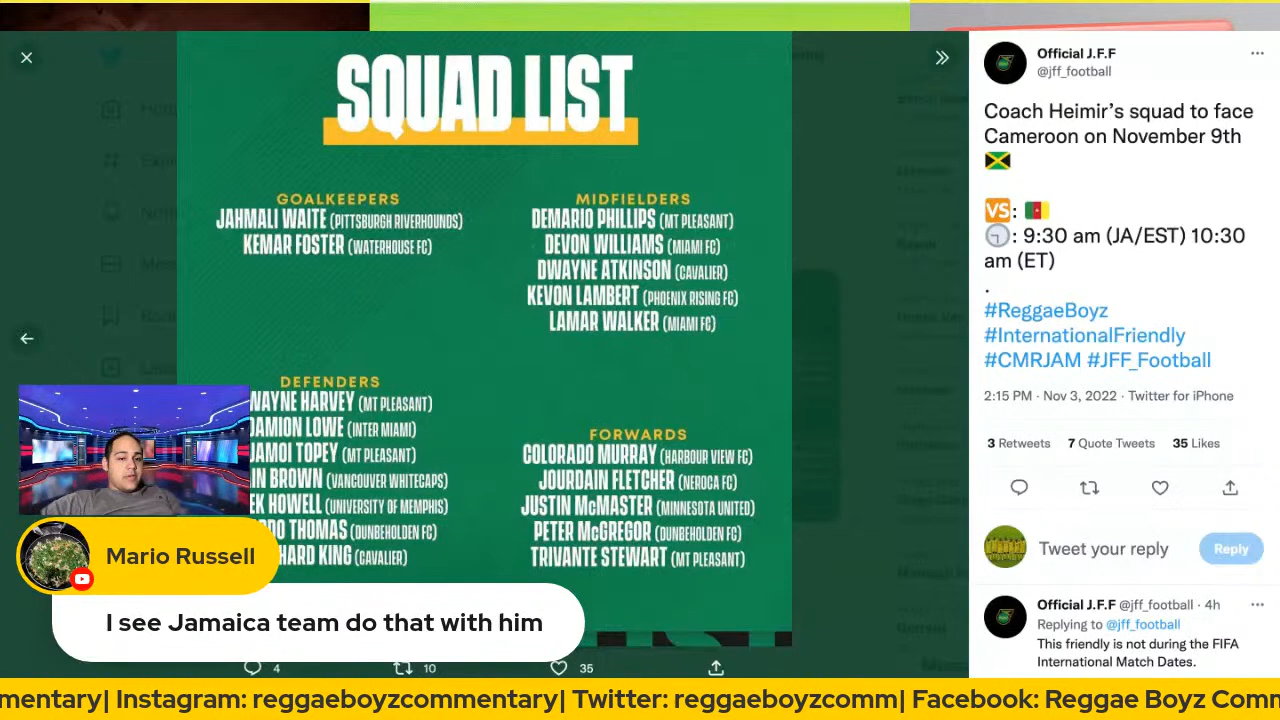 SQUAD LIST
GOALKEEPERS
JAHMALI WAITE (PITTSBURGH RIVERHOUNDS)
KEMAR FOSTER (WATERHOUSE FC)
DEFENDERS
WAYNE HARVEY (MT PLEASANT)
DAMION LOWE (INTER MIAMI)
JAMOI TOPEY (MT PLEASANT)
IN BROWN (VANCOUVER WHITECAPS)
EK HOWELL (UNIVERSITY OF MEMPHIS)
RDO THOMAS (DUNBEHOLDEN FC)
HARD KING (CAVALIER)
MIDFIELDERS
DEMARIO PHILLIPS (MT PLEASANT)
DEVON WILLIAMS (MIAMI FC)
DWAYNE ATKINSON (CAVALIER)
KEVON LAMBERT (PHOENIX RISING FC)
LAMAR WALKER (MIAMI FC)
FORWARDS
COLORADO MURRAY (HARBOUR VIEW FC)
JOURDAIN FLETCHER (NEROCA FC)
JUSTIN McMASTER (MINNESOTA UNITED)
PETER McGREGOR (DUNBEHOLDEN FC)
TRIVANTE STEWART (MT PLEASANT)
4 10 35
Official J.F.F
@jff_football
Coach Heimir’s squad to face
Cameroon on November 9th
VS:
: 9:30 am (JA/EST) 10:30
am (ET)
.
#ReggaeBoyz
#InternationalFriendly
#CMRJAM #JFF_Football
2:15 PM · Nov 3, 2022 · Twitter for iPhone
3 Retweets 7 Quote Tweets 35 Likes
Tweet your reply
Reply
Official J.F.F @jff_football · 4h
Replying to @jff_football
This friendly is not during the FIFA
International Match Dates.
Mario Russell
I see Jamaica team do that with him
mentary| Instagram: reggaeboyzcommentary| Twitter: reggaeboyzcomm| Facebook: Reggae Boyz Comm